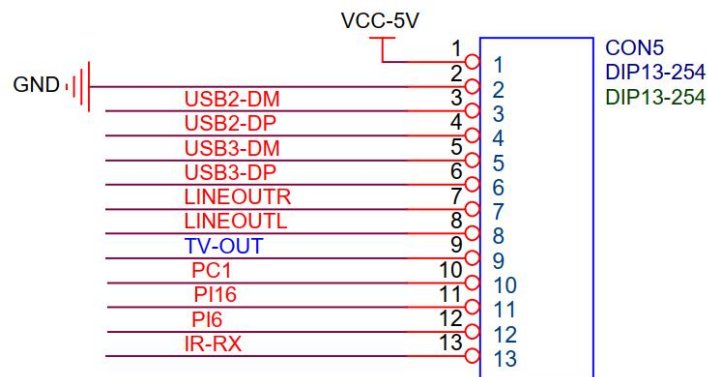 VCC-5V
CON5
DIP13-254
DIP13-254
GND
1 1
2 2
USB2-DM 3 3
USB2-DP 4 4
USB3-DM 5 5
USB3-DP 6 6
LINEOUTR 7 7
LINEOUTL 8 8
TV-OUT 9 9
PC1 10 10
PI16 11 11
PI6 12 12
IR-RX 13 13